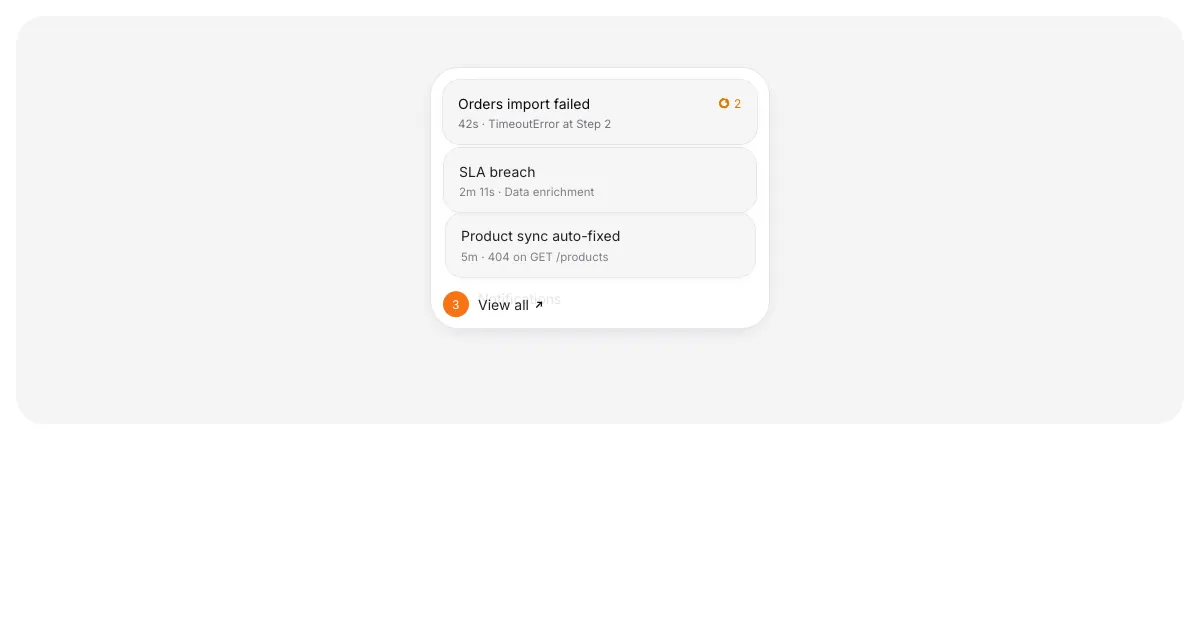 Orders import failed 2
42s · TimeoutError at Step 2
SLA breach
2m 11s · Data enrichment
Product sync auto-fixed
5m · 404 on GET /products
Notifications
3 View all ↗